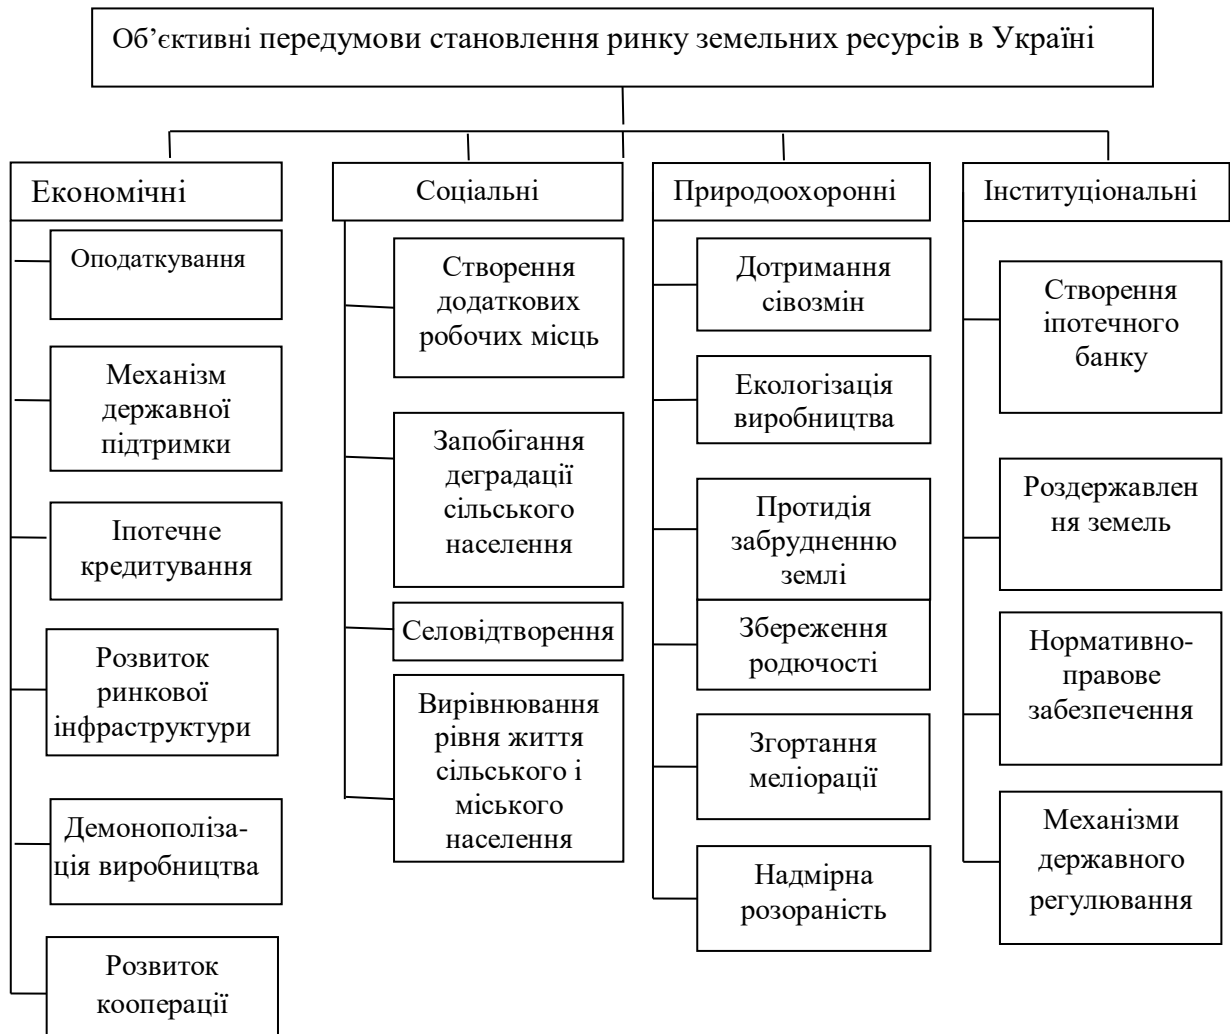 Об’єктивні передумови становлення ринку земельних ресурсів в Україні
Економічні
Оподаткування
Механізм
державної
підтримки
Іпотечне
кредитування
Розвиток
ринкової
інфраструктури
Демонополіза-
ція виробництва
Розвиток
кооперації
Соціальні
Створення
додаткових
робочих місць
Запобігання
деградації
сільського
населення
Селовідтворення
Вирівнювання
рівня життя
сільського і
міського
населення
Природоохоронні
Дотримання
сівозмін
Екологізація
виробництва
Протидія
забрудненню
землі
Збереження
родючості
Згортання
меліорації
Надмірна
розораність
Інституціональні
Створення
іпотечного
банку
Роздержавлен
ня земель
Нормативно-
правове
забезпечення
Механізми
державного
регулювання